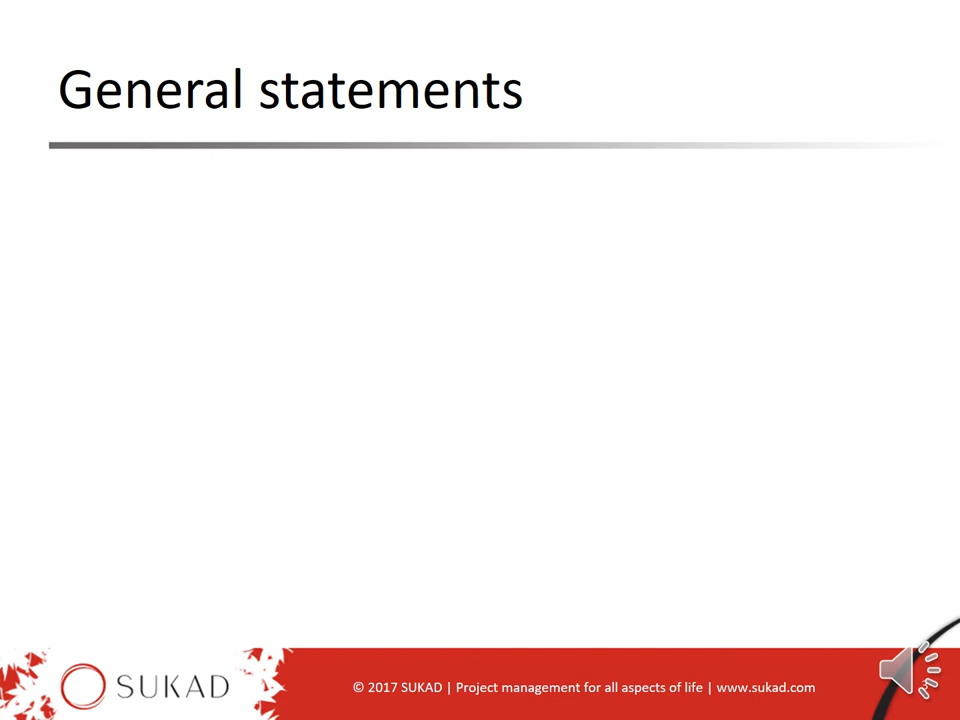 General statements
SUKAD
© 2017 SUKAD | Project management for all aspects of life | www.sukad.com